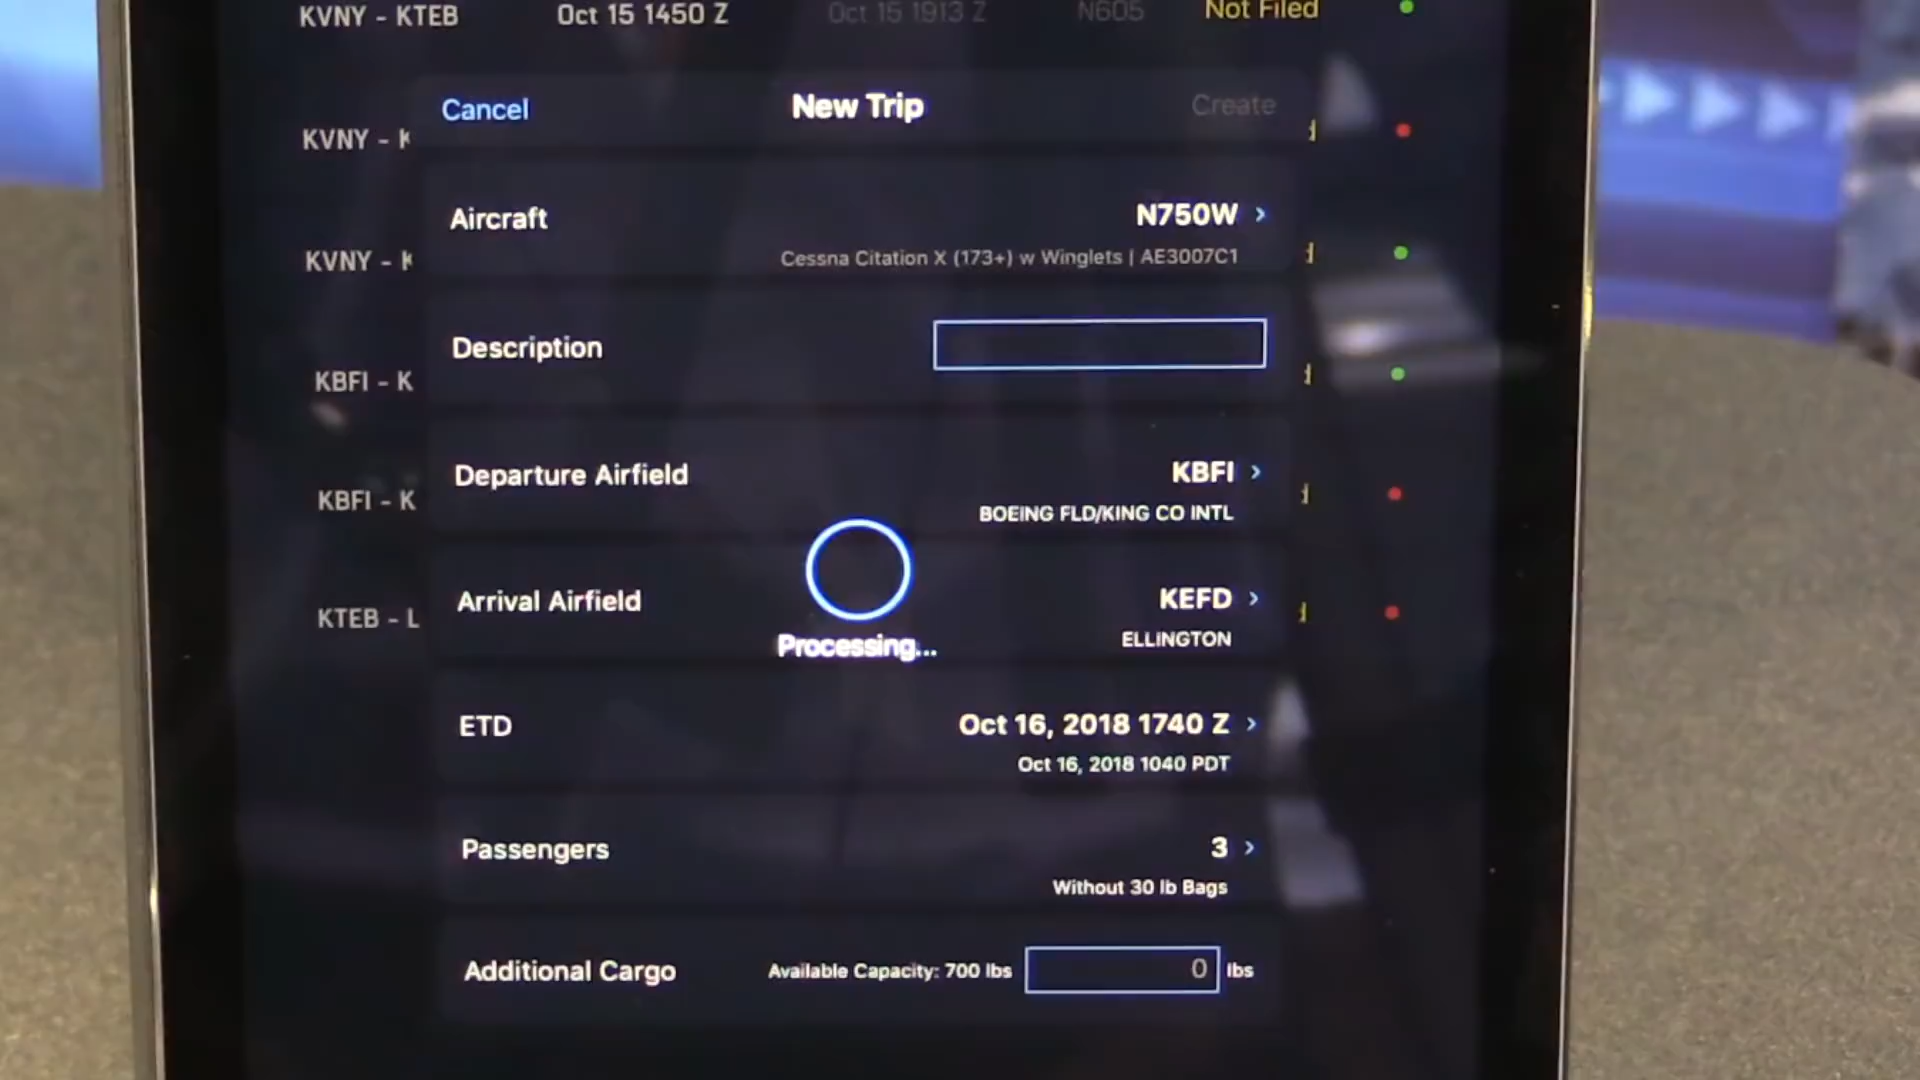 KVNY - KTEB Oct 15 1450 Z Oct 15 1913 Z N605 Not Filed
Cancel New Trip Create
KVNY - K
Aircraft N750W
Cessna Citation X (173+) w Winglets | AE3007C1
KVNY - K
Description
KBFI - K
Departure Airfield KBFI
BOEING FLD/KING CO INTL
KBFI - K
Arrival Airfield KEFD
ELLINGTON
KTEB - L
Processing...
ETD Oct 16, 2018 1740 Z
Oct 16, 2018 1040 PDT
Passengers 3
Without 30 lb Bags
Additional Cargo Available Capacity: 700 lbs 0 lbs